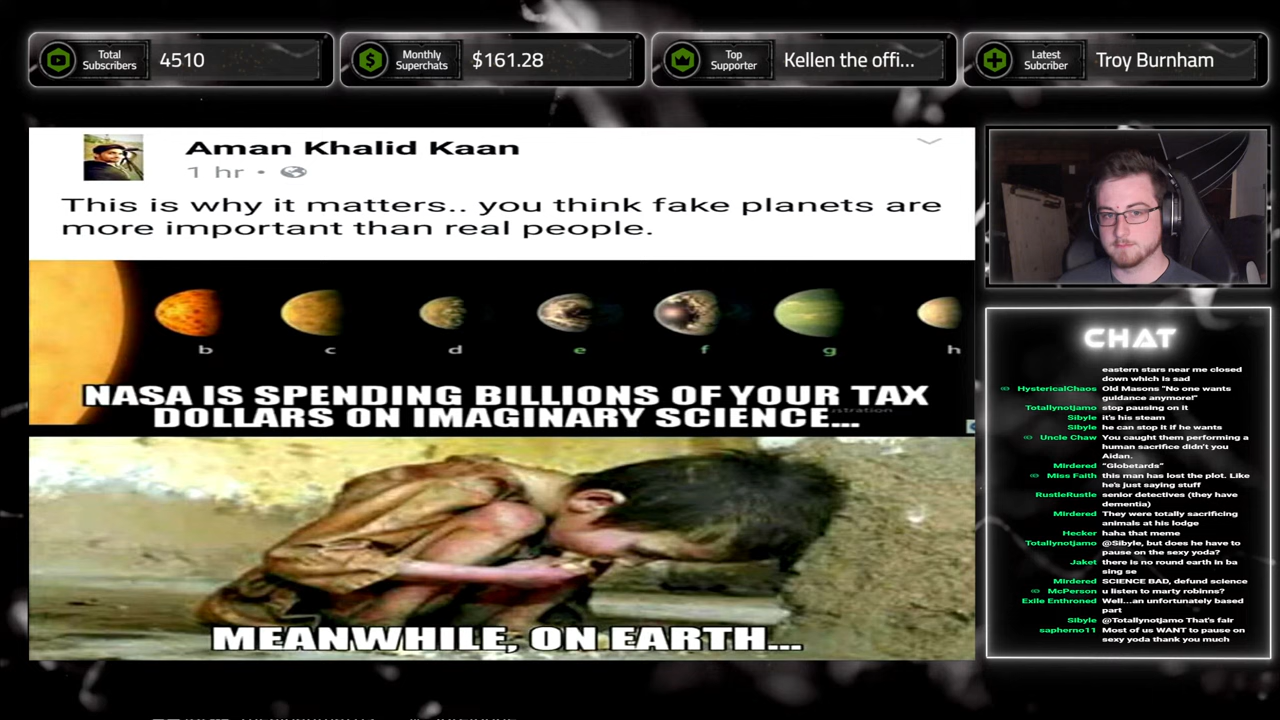 Total
Subscribers
4510
Monthly
Superchats
$161.28
Top
Supporter
Kellen the offi...
Latest
Subcriber
Troy Burnham
Aman Khalid Kaan
1 hr •
This is why it matters.. you think fake planets are
more important than real people.
b c d e f g h
NASA IS SPENDING BILLIONS OF YOUR TAX
DOLLARS ON IMAGINARY SCIENCE...
MEANWHILE, ON EARTH...
CHAT
eastern stars near me closed
down which is sad
HystericalChaos Old Masons "No one wants
guidance anymore!"
Totallynotjamo stop pausing on it
Sibyle it's his steam
Sibyle he can stop it if he wants
Uncle Chaw You caught them performing a
human sacrifice didn't you
Aidan.
Mirdered "Globetards"
Miss Faith this man has lost the plot. Like
he's just saying stuff
RustleRustle senior detectives (they have
dementia)
Mirdered They were totally sacrificing
animals at his lodge
Hecker haha that meme
Totallynotjamo @Sibyle, but does he have to
pause on the sexy yoda?
Jaket there is no round earth in ba
sing se
Mirdered SCIENCE BAD, defund science
McPerson u listen to marty robinns?
Exile Enthroned Well...an unfortunately based
part
Sibyle @Totallynotjamo That's fair
sapherno11 Most of us WANT to pause on
sexy yoda thank you much